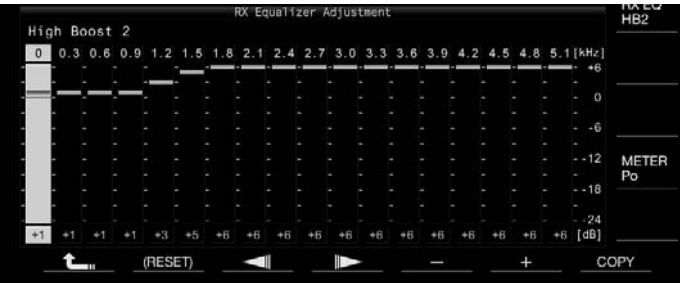 RX Equalizer Adjustment
RX EQ
HB2
High Boost 2
0 0.3 0.6 0.9 1.2 1.5 1.8 2.1 2.4 2.7 3.0 3.3 3.6 3.9 4.2 4.5 4.8 5.1 [kHz]
+6
0
-6
-12
METER
Po
-18
-24
+1 +1 +1 +1 +3 +5 +6 +6 +6 +6 +6 +6 +6 +6 +6 +6 +6 +6 [dB]
(RESET) − + COPY